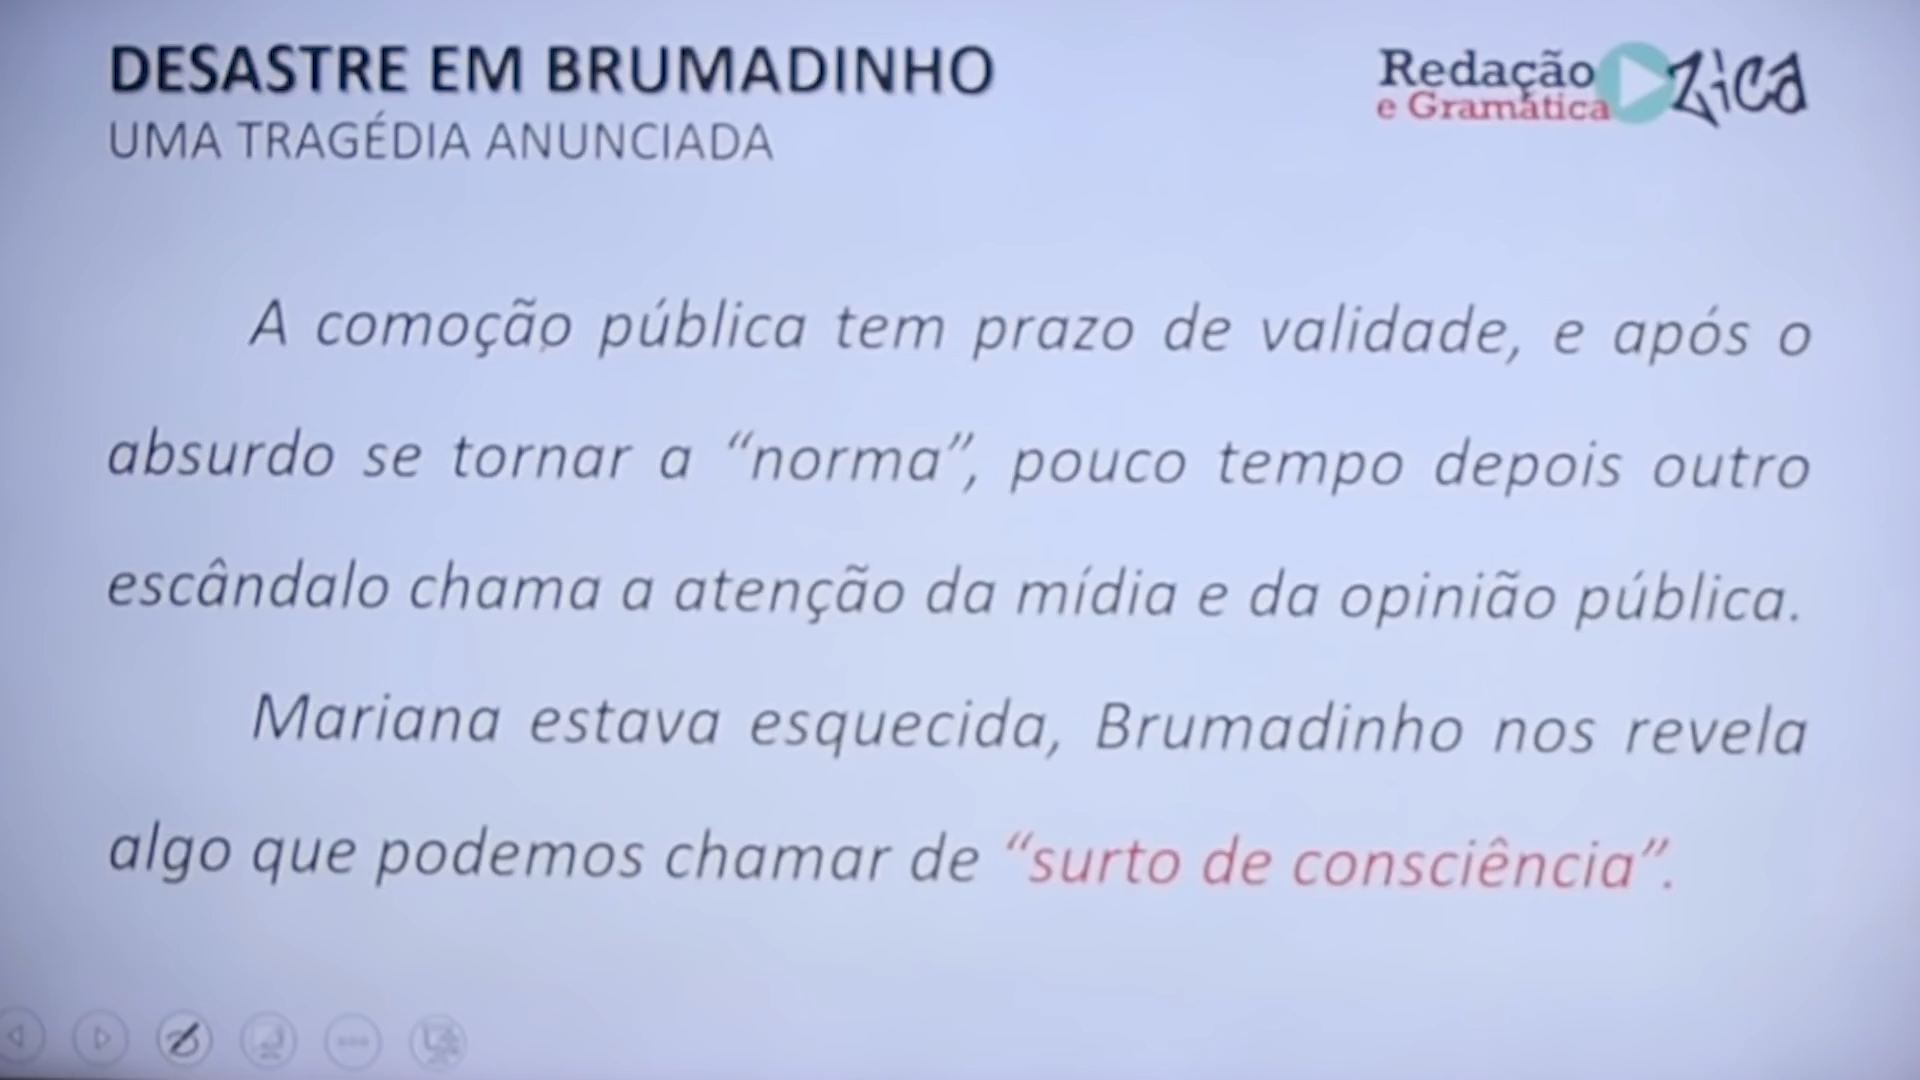 DESASTRE EM BRUMADINHO
UMA TRAGÉDIA ANUNCIADA
Redação
e Gramática
Zica
A comoção pública tem prazo de validade, e após o
absurdo se tornar a “norma”, pouco tempo depois outro
escândalo chama a atenção da mídia e da opinião pública.
Mariana estava esquecida, Brumadinho nos revela
algo que podemos chamar de “surto de consciência”.